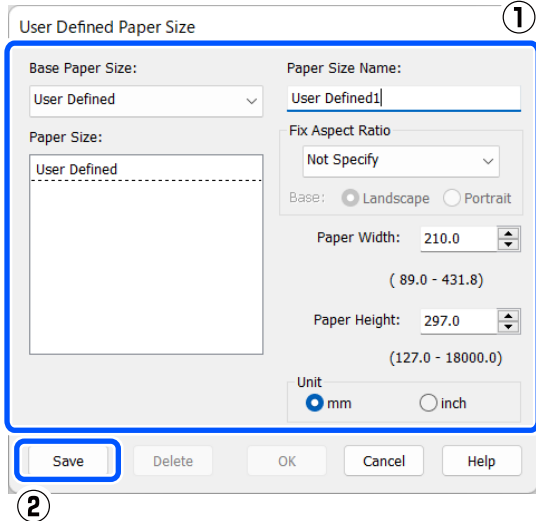 ①
User Defined Paper Size
Base Paper Size:
User Defined
Paper Size:
User Defined
Paper Size Name:
User Defined1
Fix Aspect Ratio
Not Specify
Base: Landscape Portrait
Paper Width: 210.0
( 89.0 - 431.8)
Paper Height: 297.0
(127.0 - 18000.0)
Unit
mm inch
Save Delete OK Cancel Help
②